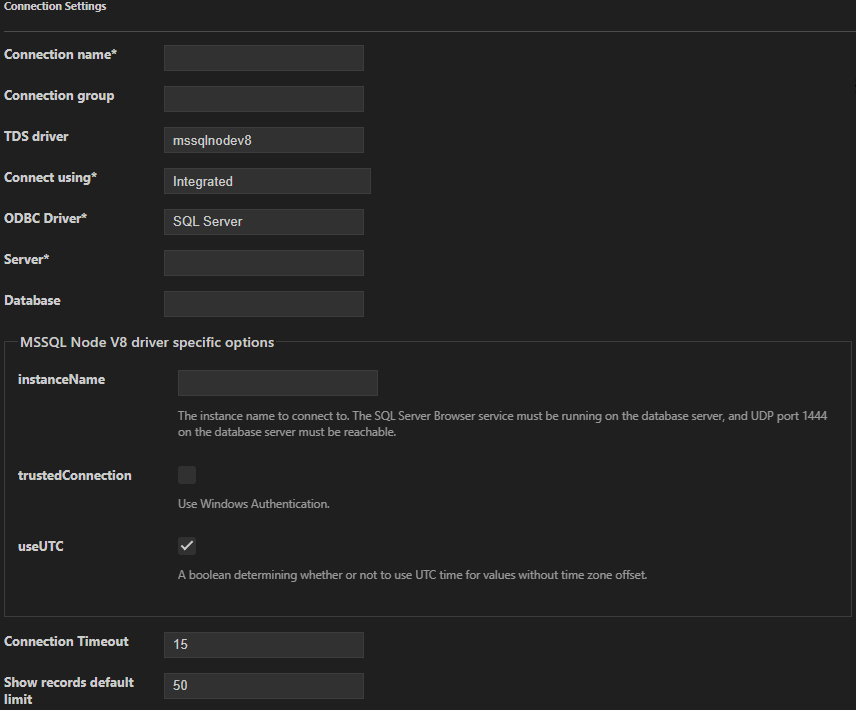 Connection Settings
Connection name*
Connection group
TDS driver
mssqlnodev8
Connect using*
Integrated
ODBC Driver*
SQL Server
Server*
Database
MSSQL Node V8 driver specific options
instanceName
The instance name to connect to. The SQL Server Browser service must be running on the database server, and UDP port 1444
on the database server must be reachable.
trustedConnection
Use Windows Authentication.
useUTC
A boolean determining whether or not to use UTC time for values without time zone offset.
Connection Timeout
15
Show records default
limit
50